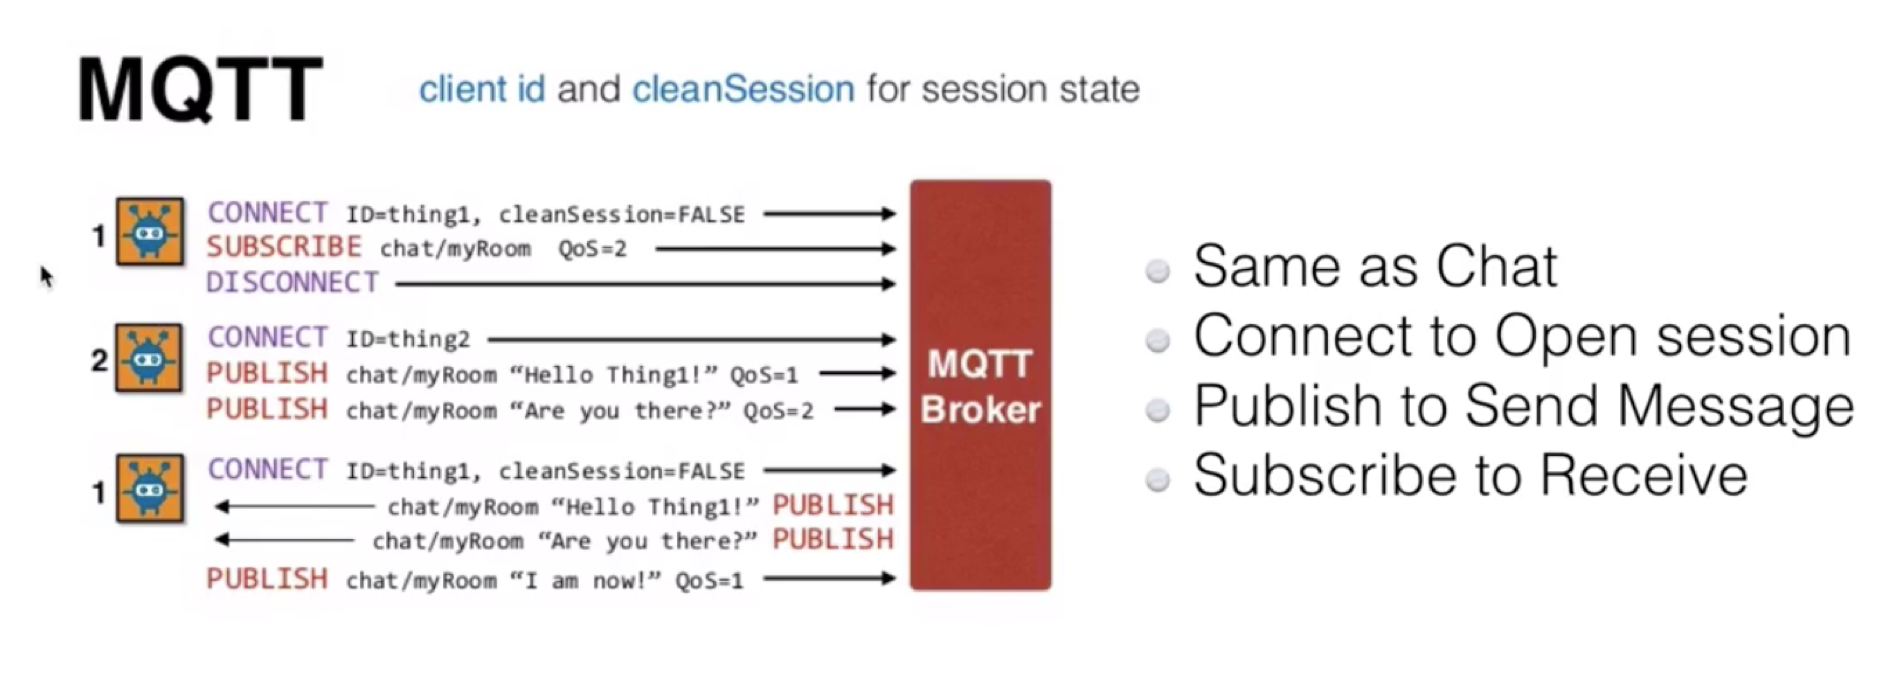 MQTT
client id and cleanSession for session state
1
CONNECT ID=thing1, cleanSession=FALSE
SUBSCRIBE chat/myRoom QoS=2
DISCONNECT
2
CONNECT ID=thing2
PUBLISH chat/myRoom “Hello Thing1!” QoS=1
PUBLISH chat/myRoom “Are you there?” QoS=2
1
CONNECT ID=thing1, cleanSession=FALSE
chat/myRoom “Hello Thing1!” PUBLISH
chat/myRoom “Are you there?” PUBLISH
PUBLISH chat/myRoom “I am now!” QoS=1
MQTT
Broker
Same as Chat
Connect to Open session
Publish to Send Message
Subscribe to Receive